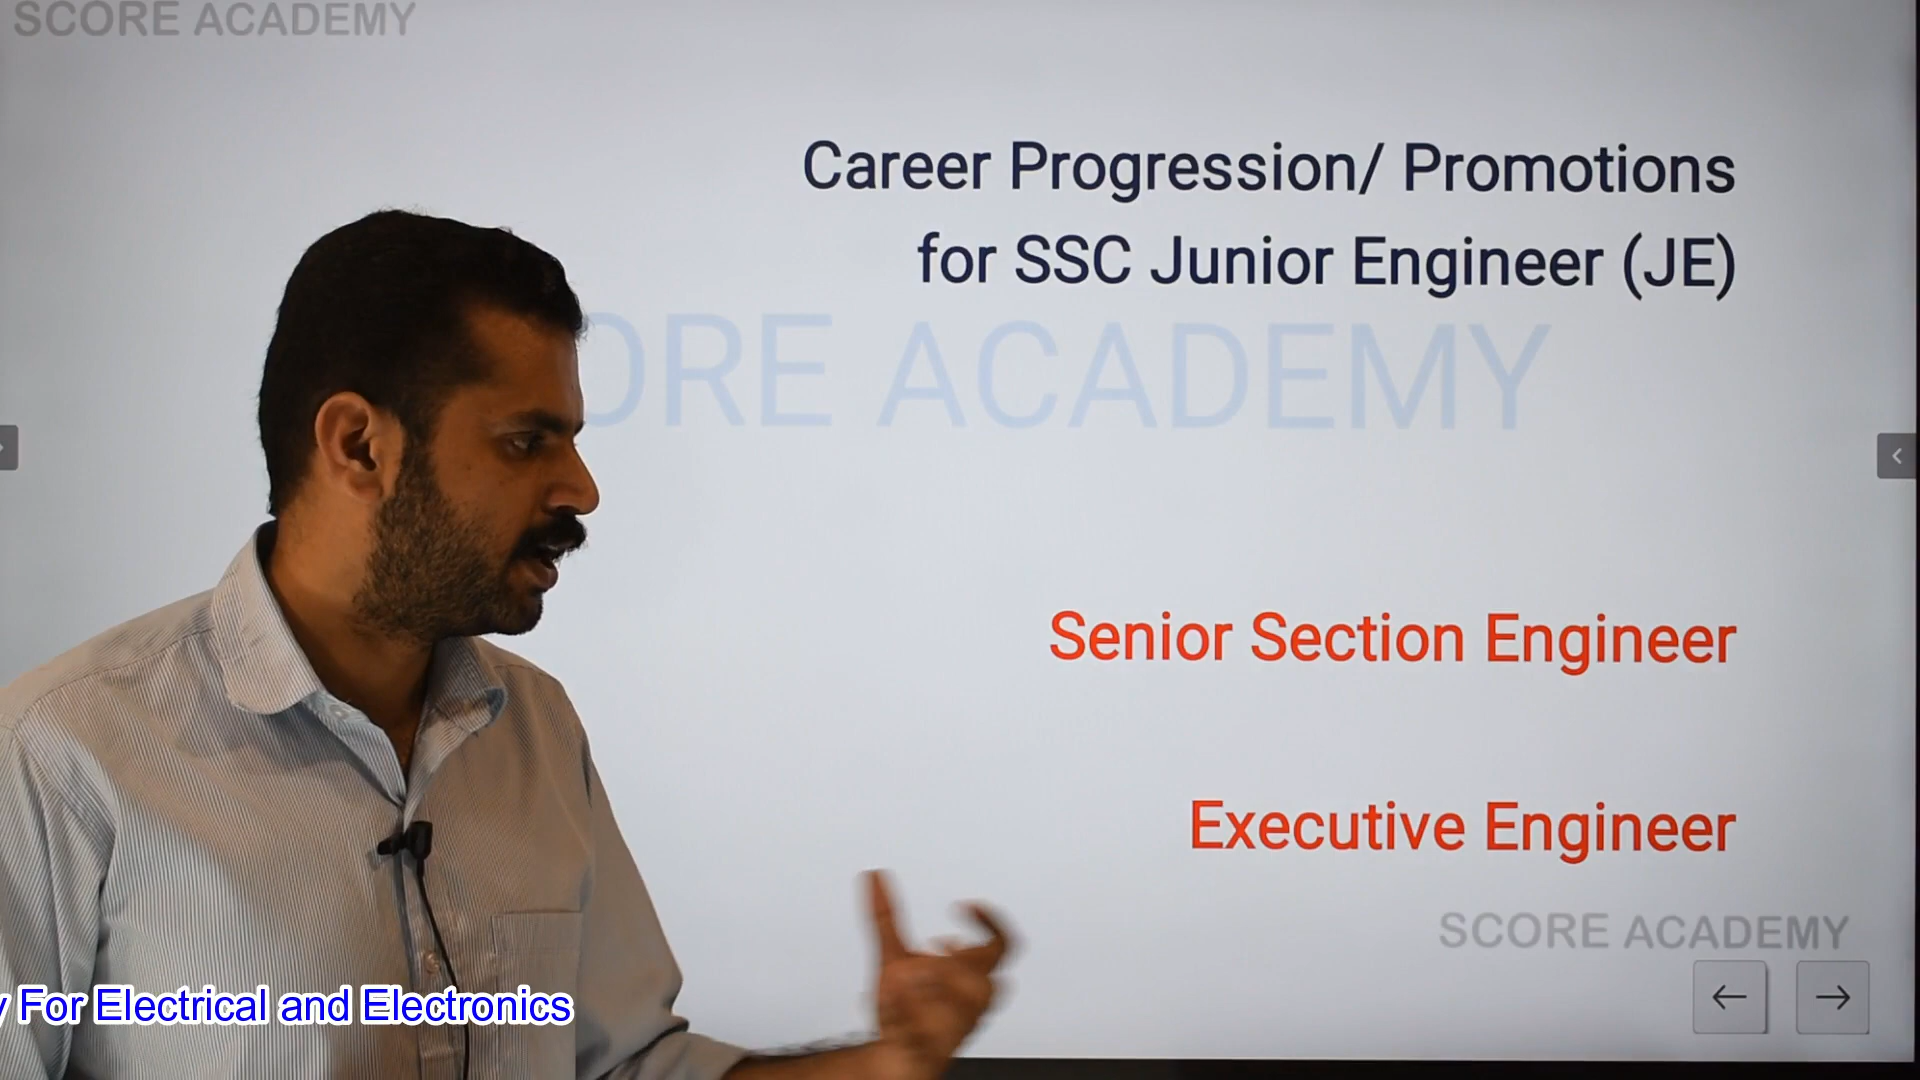 SCORE ACADEMY
Career Progression/ Promotions
for SSC Junior Engineer (JE)
ORE ACADEMY
Senior Section Engineer
Executive Engineer
SCORE ACADEMY
For Electrical and Electronics